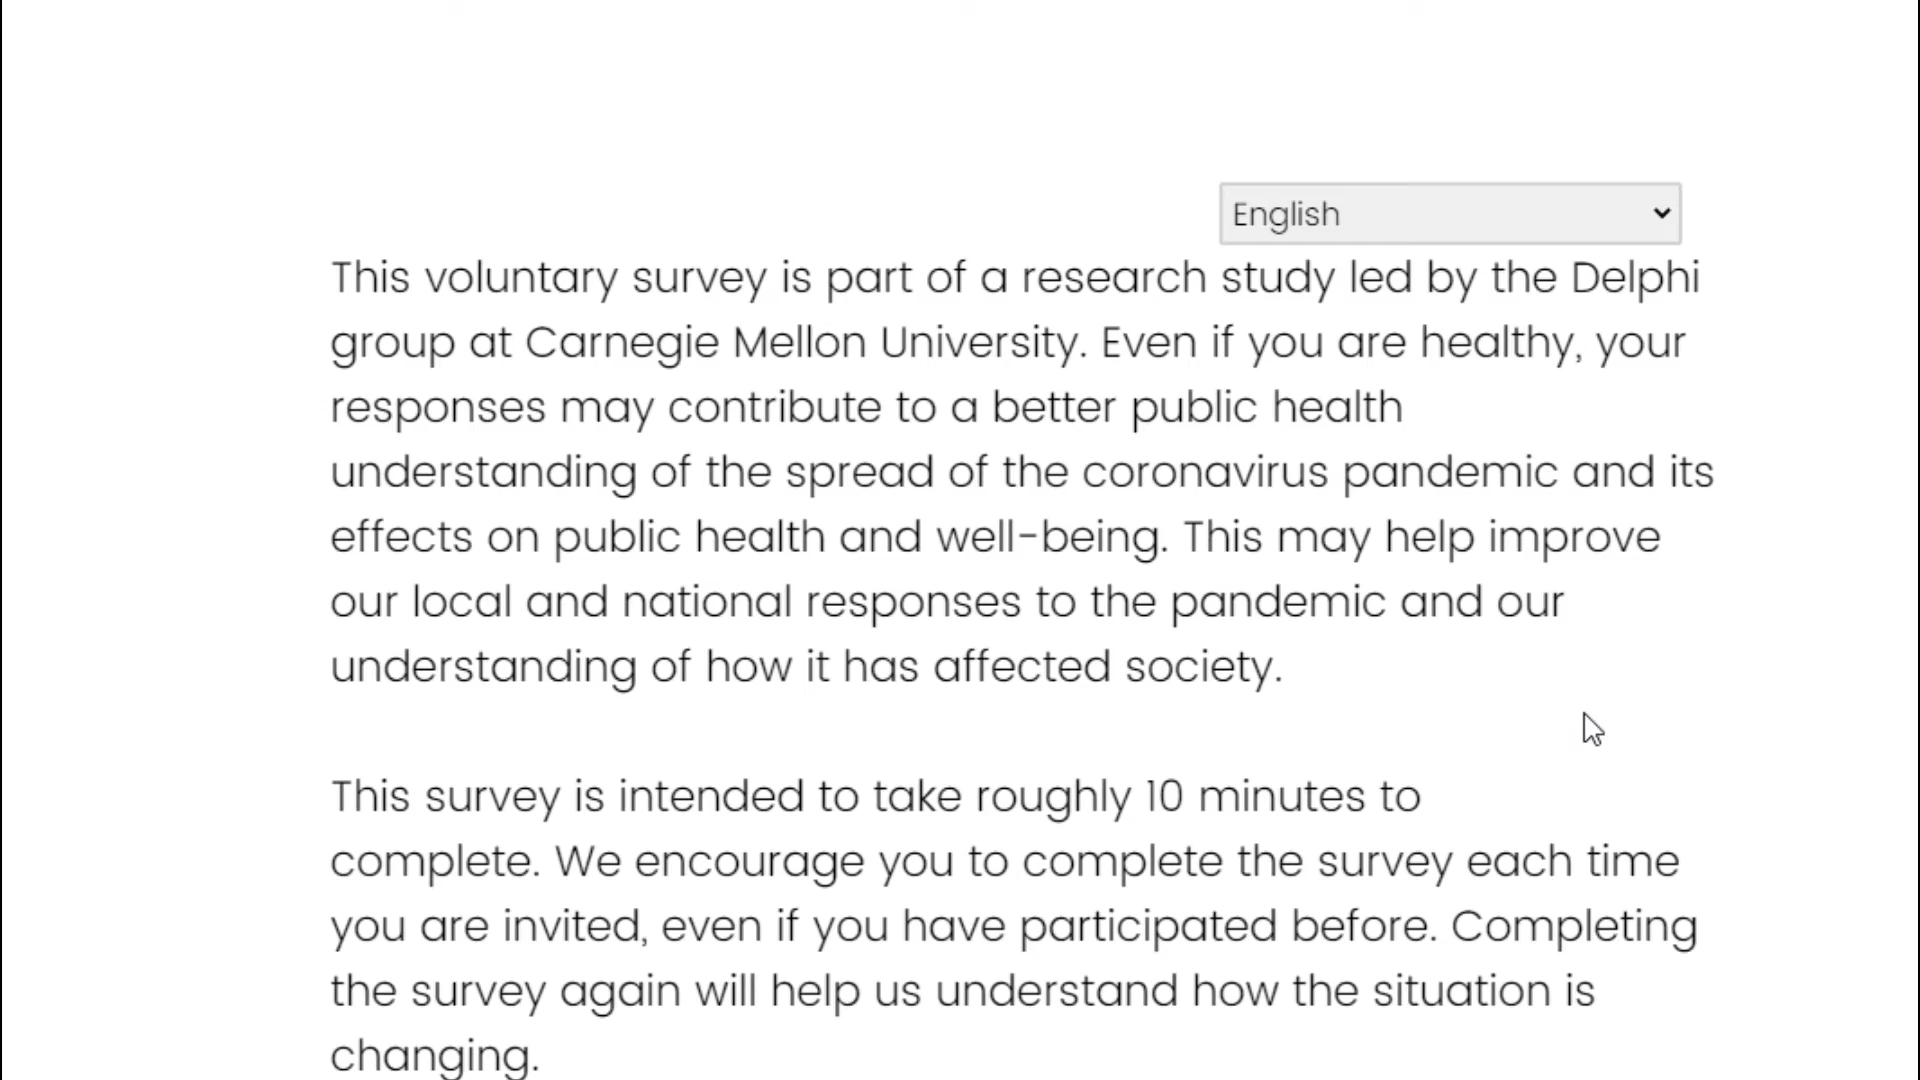 English
This voluntary survey is part of a research study led by the Delphi
group at Carnegie Mellon University. Even if you are healthy, your
responses may contribute to a better public health
understanding of the spread of the coronavirus pandemic and its
effects on public health and well-being. This may help improve
our local and national responses to the pandemic and our
understanding of how it has affected society.
This survey is intended to take roughly 10 minutes to
complete. We encourage you to complete the survey each time
you are invited, even if you have participated before. Completing
the survey again will help us understand how the situation is
changing.